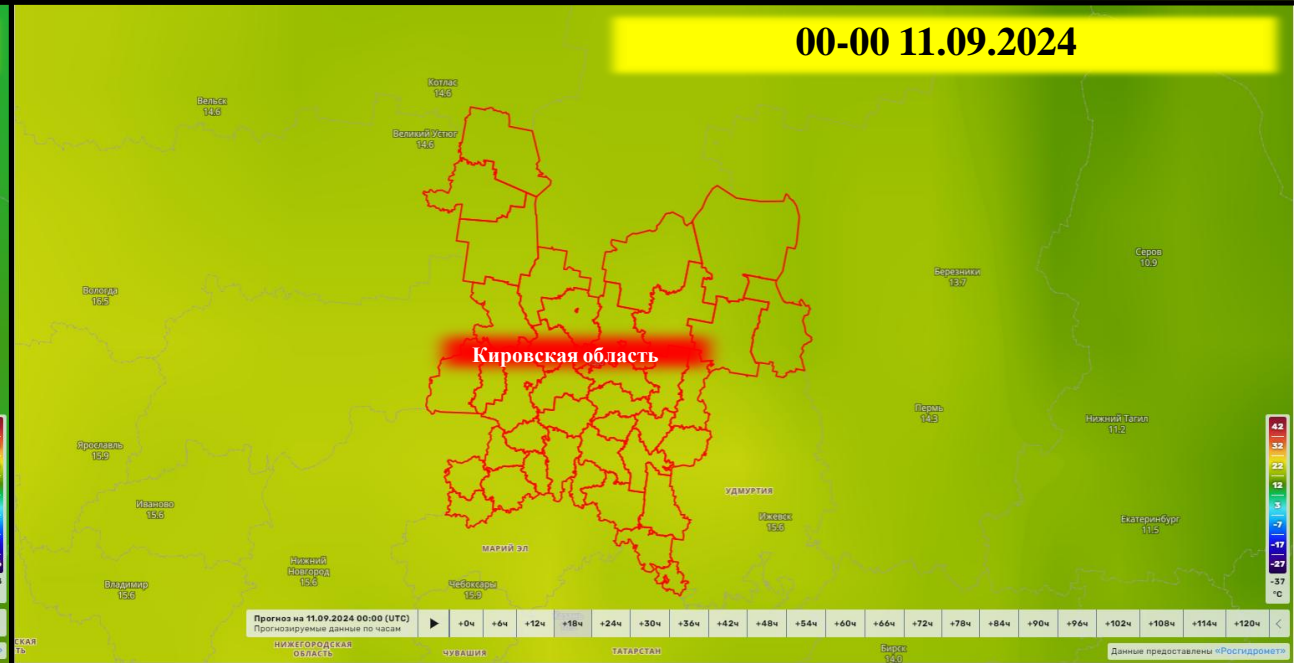 00-00 11.09.2024
Котлас
14.6
Вельск
14.6
Великий Устюг
14.6
Серов
10.9
Березники
13.7
Вологда
16.5
Кировская область
Пермь
14.3
Нижний Тагил
11.2
Ярославль
15.9
УДМУРТИЯ
Иваново
15.6
Ижевск
15.6
Екатеринбург
11.5
МАРИЙ ЭЛ
Нижний
Новгород
15.6
Владимир
15.6
Чебоксары
15.9
42
32
22
12
3
-7
-17
-27
-37
°C
Прогноз на 11.09.2024 00:00 (UTC)
Прогнозируемые данные по часам
+0ч +6ч +12ч +18ч +24ч +30ч +36ч +42ч +48ч +54ч +60ч +66ч +72ч +78ч +84ч +90ч +96ч +102ч +108ч +114ч +120ч
СКАЯ
ТЬ
НИЖЕГОРОДСКАЯ
ОБЛАСТЬ
ЧУВАШИЯ
ТАТАРСТАН
Бирск
14.0
Данные предоставлены «Росгидромет»